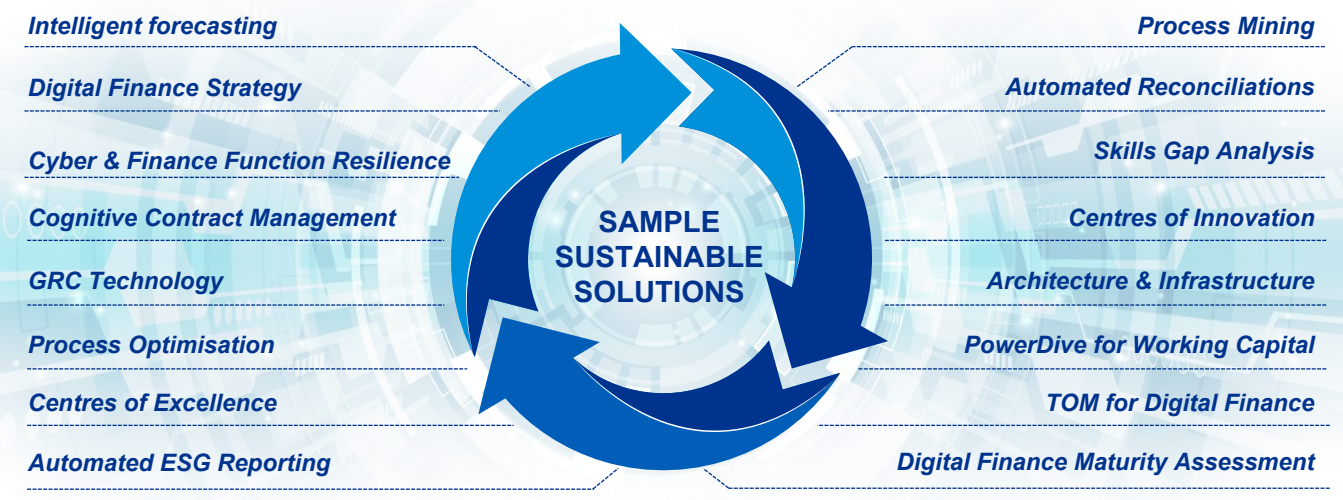 Intelligent forecasting
Digital Finance Strategy
Cyber & Finance Function Resilience
Cognitive Contract Management
GRC Technology
Process Optimisation
Centres of Excellence
Automated ESG Reporting
SAMPLE
SUSTAINABLE
SOLUTIONS
Process Mining
Automated Reconciliations
Skills Gap Analysis
Centres of Innovation
Architecture & Infrastructure
PowerDive for Working Capital
TOM for Digital Finance
Digital Finance Maturity Assessment